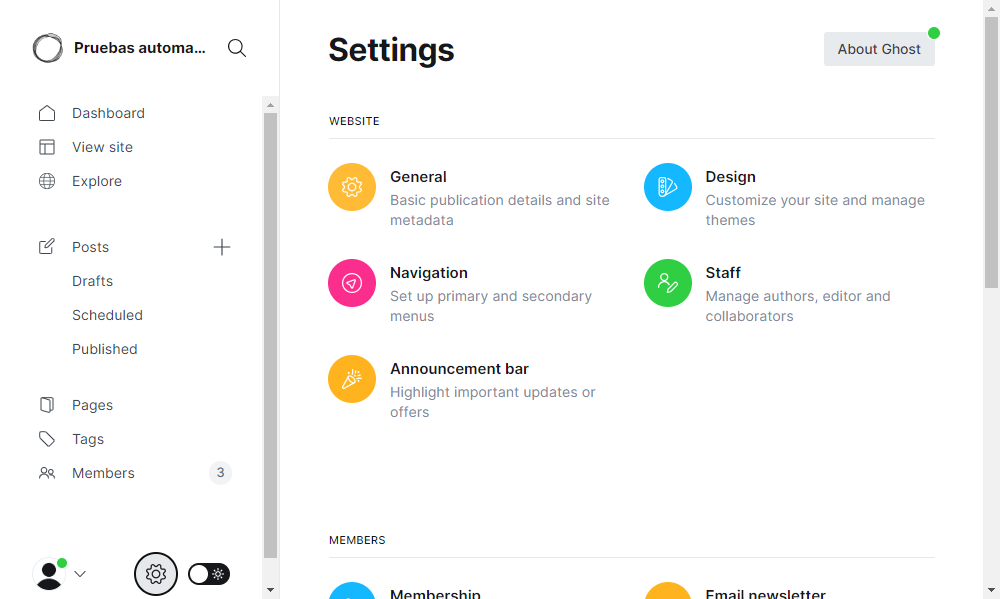 Pruebas automa...
Dashboard
View site
Explore
Posts
Drafts
Scheduled
Published
Pages
Tags
Members
3
Settings
About Ghost
WEBSITE
General
Basic publication details and site
metadata
Design
Customize your site and manage
themes
Navigation
Set up primary and secondary
menus
Staff
Manage authors, editor and
collaborators
Announcement bar
Highlight important updates or
offers
MEMBERS
Membership
Email newsletter